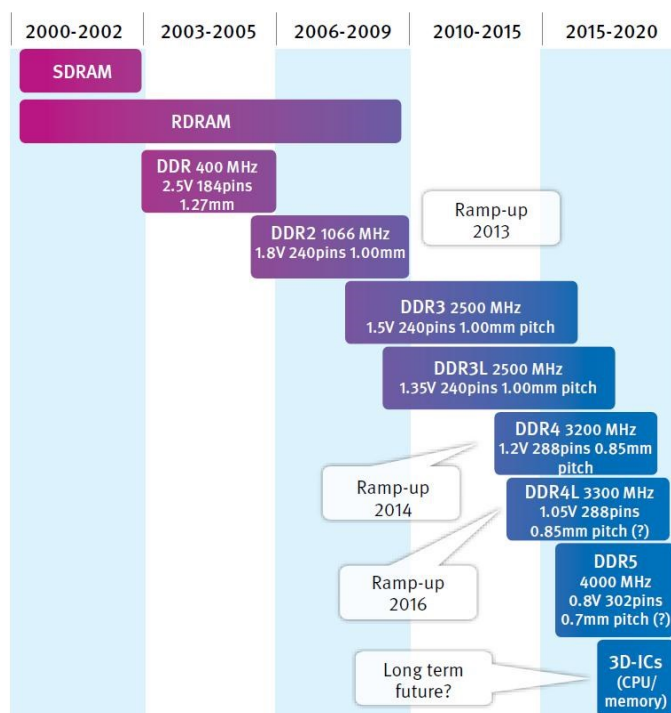 2000-2002 2003-2005 2006-2009 2010-2015 2015-2020
SDRAM
RDRAM
DDR 400 MHz
2.5V 184pins
1.27mm
DDR2 1066 MHz
1.8V 240pins 1.00mm
Ramp-up
2013
DDR3 2500 MHz
1.5V 240pins 1.00mm pitch
DDR3L 2500 MHz
1.35V 240pins 1.00mm pitch
DDR4 3200 MHz
1.2V 288pins 0.85mm
pitch
Ramp-up
2014
DDR4L 3300 MHz
1.05V 288pins
0.85mm pitch (?)
Ramp-up
2016
DDR5
4000 MHz
0.8V 302pins
0.7mm pitch (?)
Long term
future?
3D-ICs
(CPU/
memory)